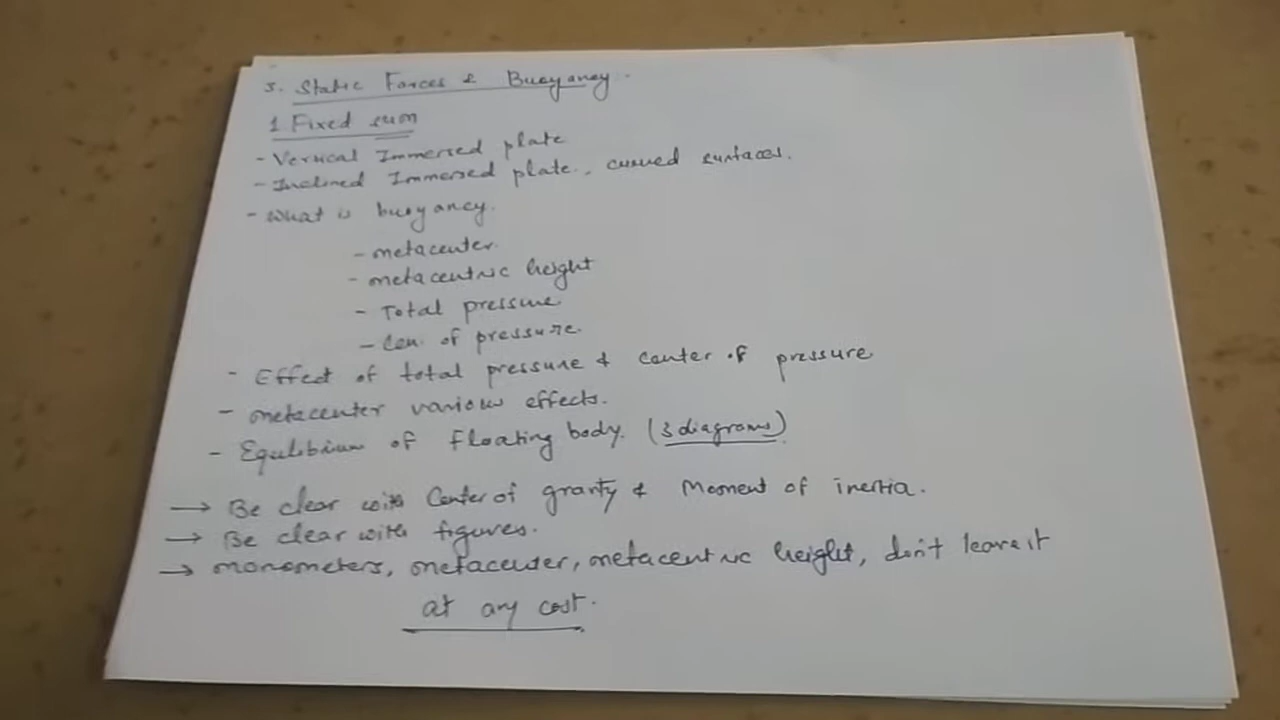 3. Static Forces & Buoyancy.
1 Fixed sum
- Vertical Immersed plate
- Inclined Immersed plate, curved surfaces.
- What is buoyancy.
- metacenter.
- metacentric height
- Total pressure
- Cen. of pressure.
- Effect of total pressure & center of pressure
- metacenter various effects.
- Equlibrium of floating body. (3 diagrams)
→ Be clear with Center of gravity & Moment of inertia.
→ Be clear with figures.
→ manometers, metacenter, metacentric height, don't leave it
at any cost.